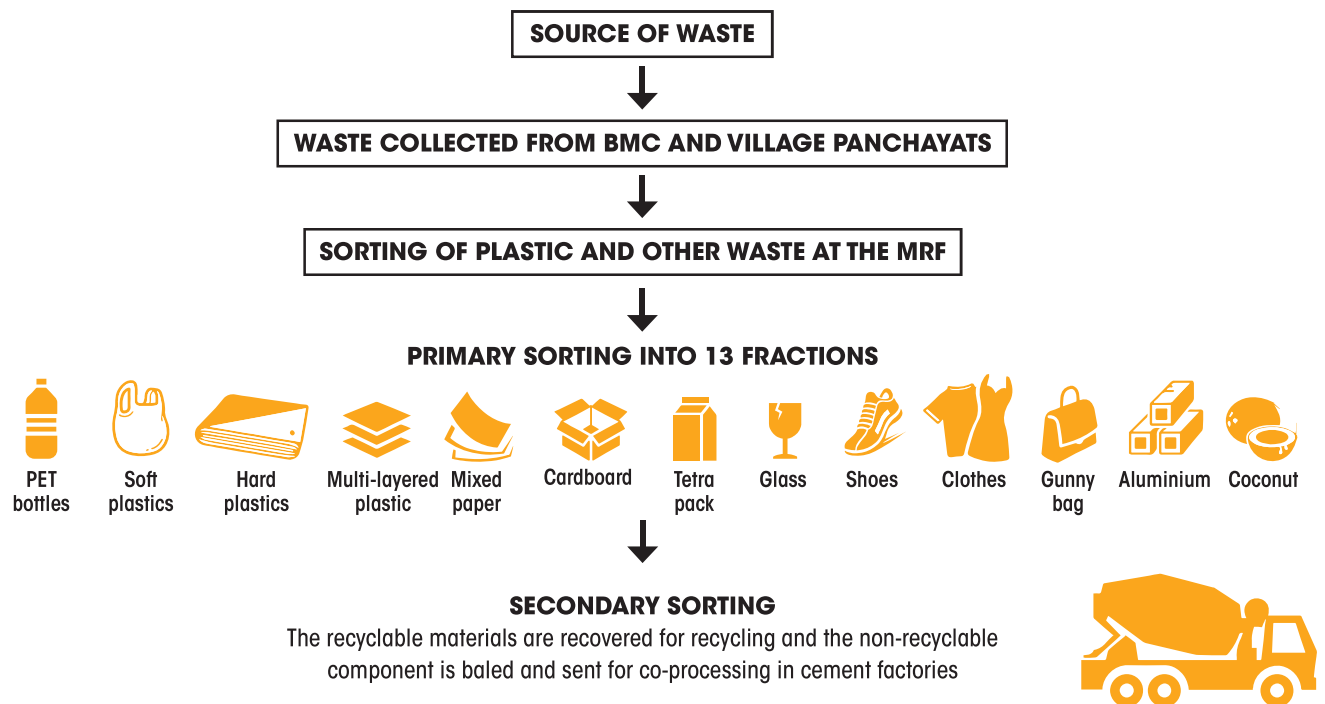 SOURCE OF WASTE
WASTE COLLECTED FROM BMC AND VILLAGE PANCHAYATS
SORTING OF PLASTIC AND OTHER WASTE AT THE MRF
PRIMARY SORTING INTO 13 FRACTIONS
PET
bottles
Soft
plastics
Hard
plastics
Multi-layered
plastic
Mixed
paper
Cardboard
Tetra
pack
Glass
Shoes
Clothes
Gunny
bag
Aluminium
Coconut
SECONDARY SORTING
The recyclable materials are recovered for recycling and the non-recyclable
component is baled and sent for co-processing in cement factories